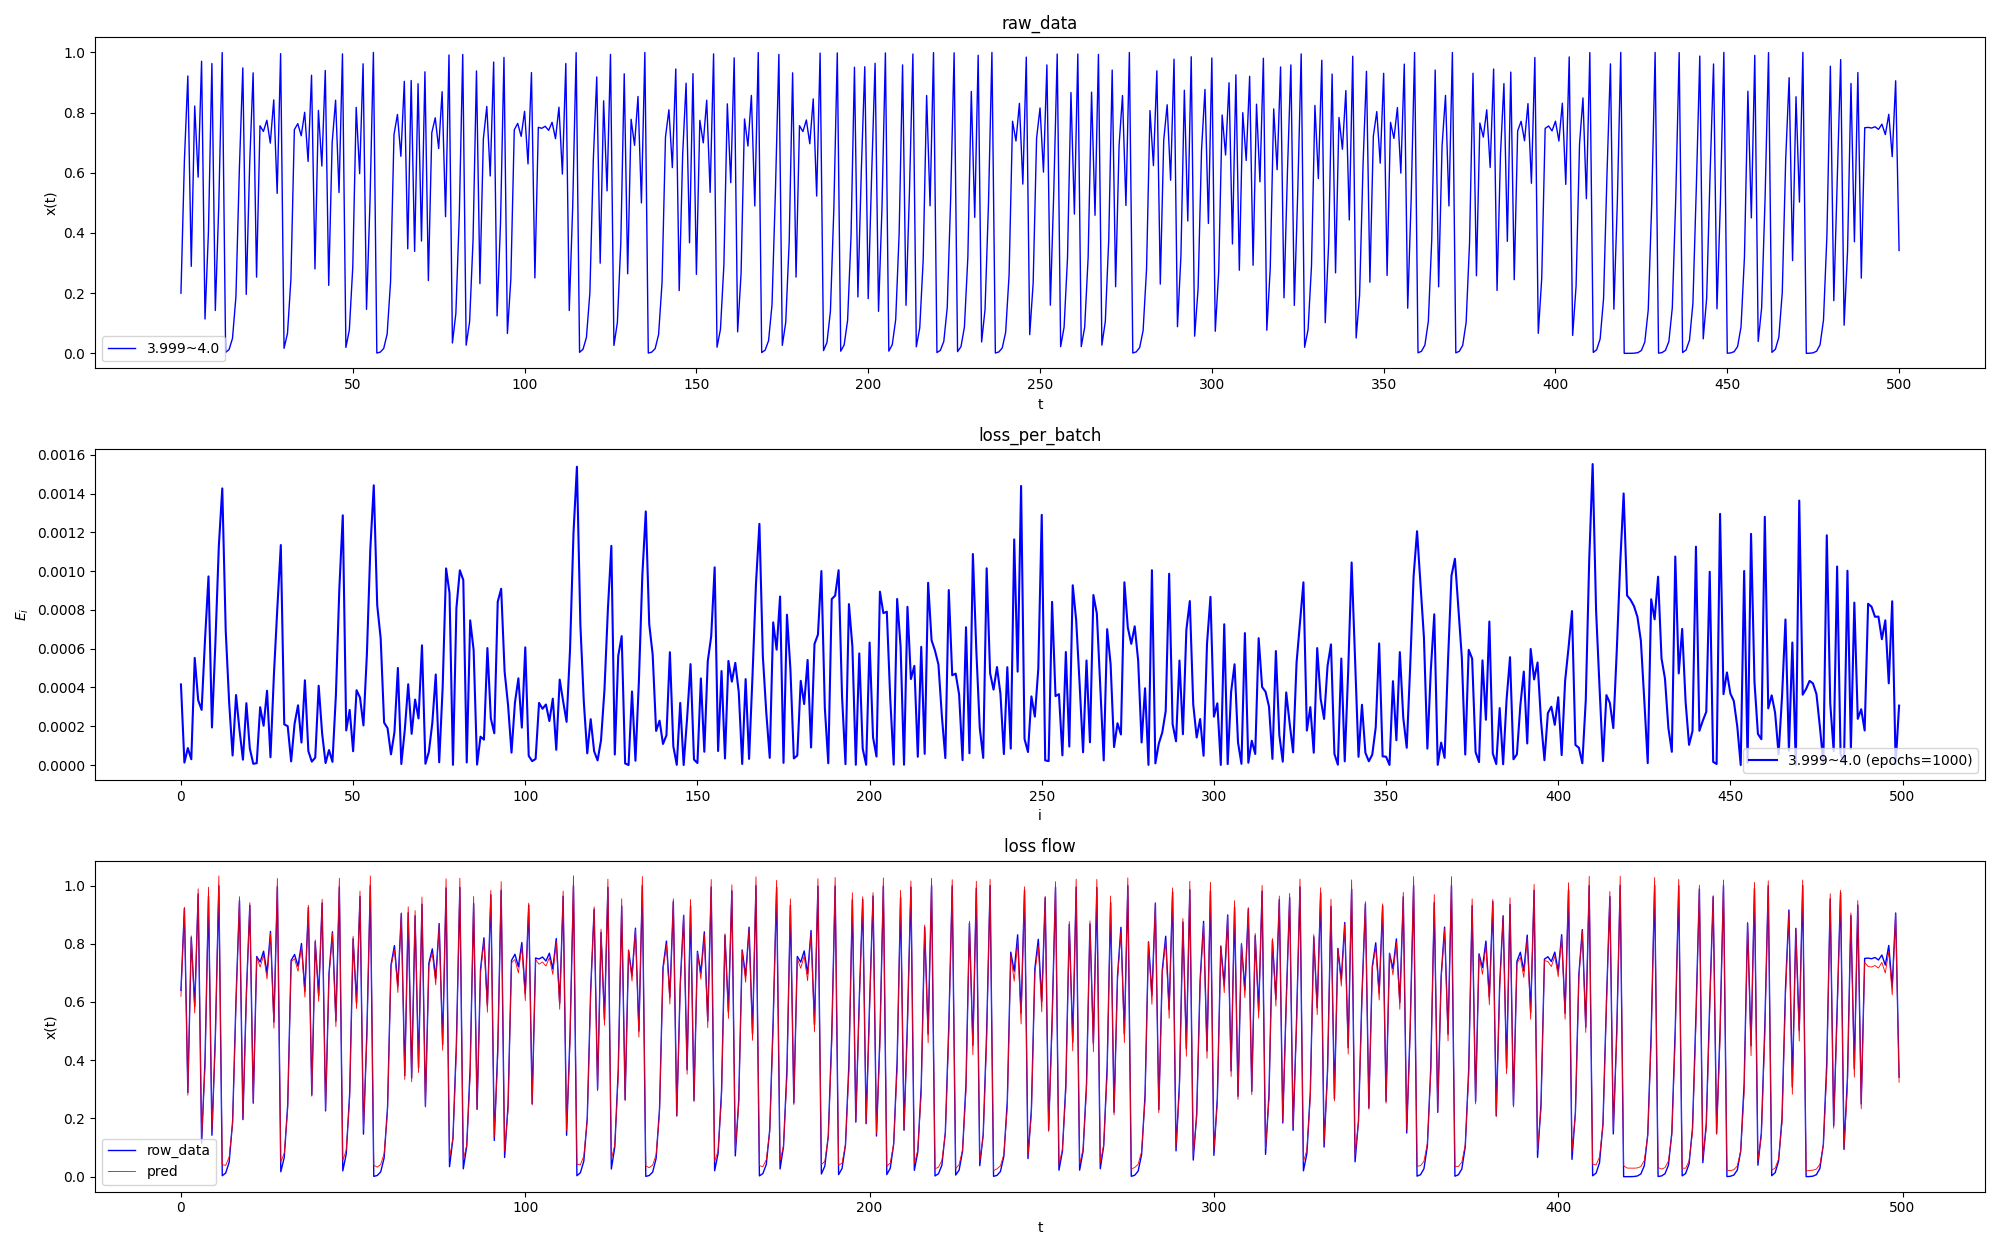 raw_data
1.0
0.8
0.6
0.4
0.2
0.0
x(t)
3.999~4.0
50 100 150 200 250 300 350 400 450 500
t
loss_per_batch
0.0016
0.0014
0.0012
0.0010
0.0008
0.0006
0.0004
0.0002
0.0000
E_i
3.999~4.0 (epochs=1000)
0 50 100 150 200 250 300 350 400 450 500
i
loss flow
1.0
0.8
0.6
0.4
0.2
0.0
x(t)
row_data
pred
0 100 200 300 400 500
t